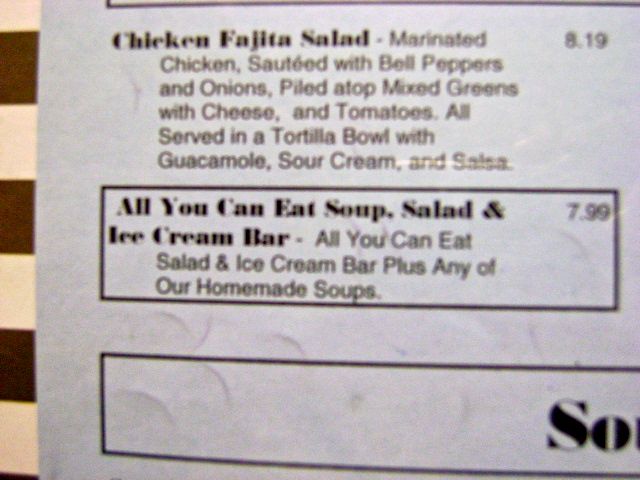 Chicken Fajita Salad - Marinated 8.19
Chicken, Sautéed with Bell Peppers
and Onions, Piled atop Mixed Greens
with Cheese, and Tomatoes. All
Served in a Tortilla Bowl with
Guacamole, Sour Cream, and Salsa.
All You Can Eat Soup, Salad & 7.99
Ice Cream Bar - All You Can Eat
Salad & Ice Cream Bar Plus Any of
Our Homemade Soups.